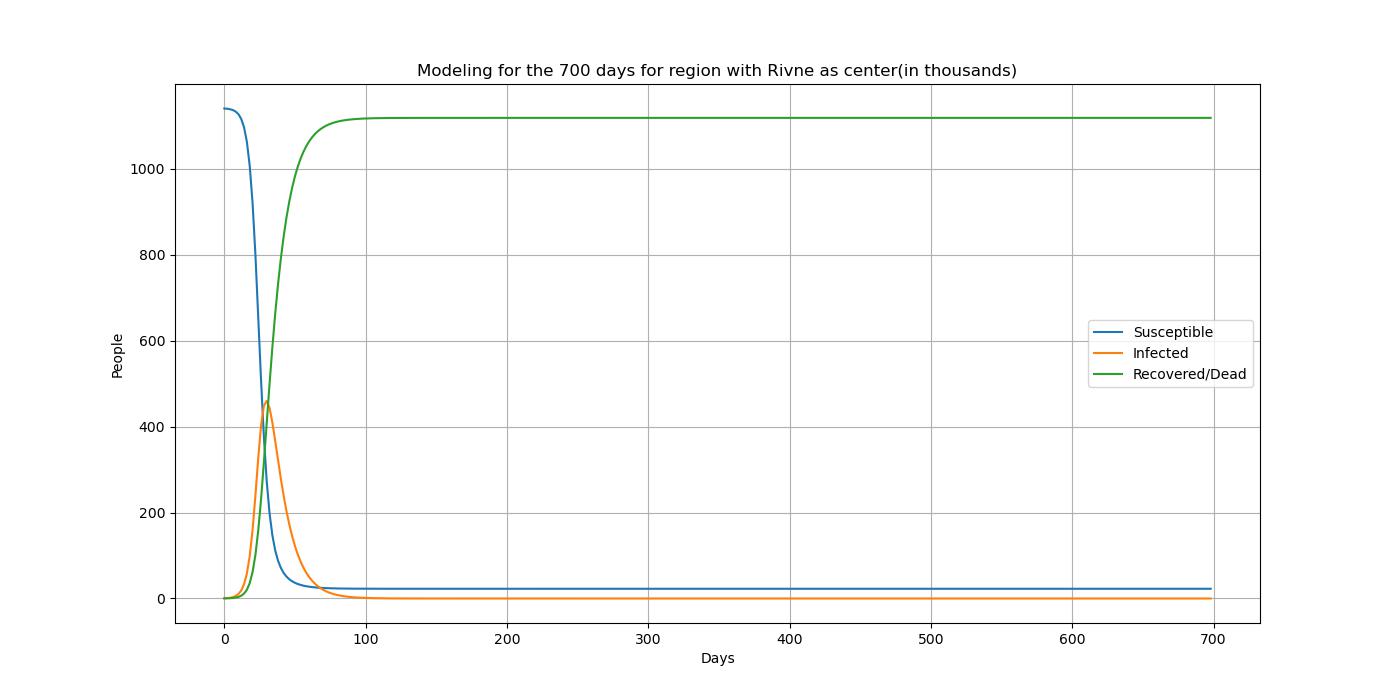 Modeling for the 700 days for region with Rivne as center(in thousands)
1000
800
600
400
200
0
People
Susceptible
Infected
Recovered/Dead
0 100 200 300 400 500 600 700
Days